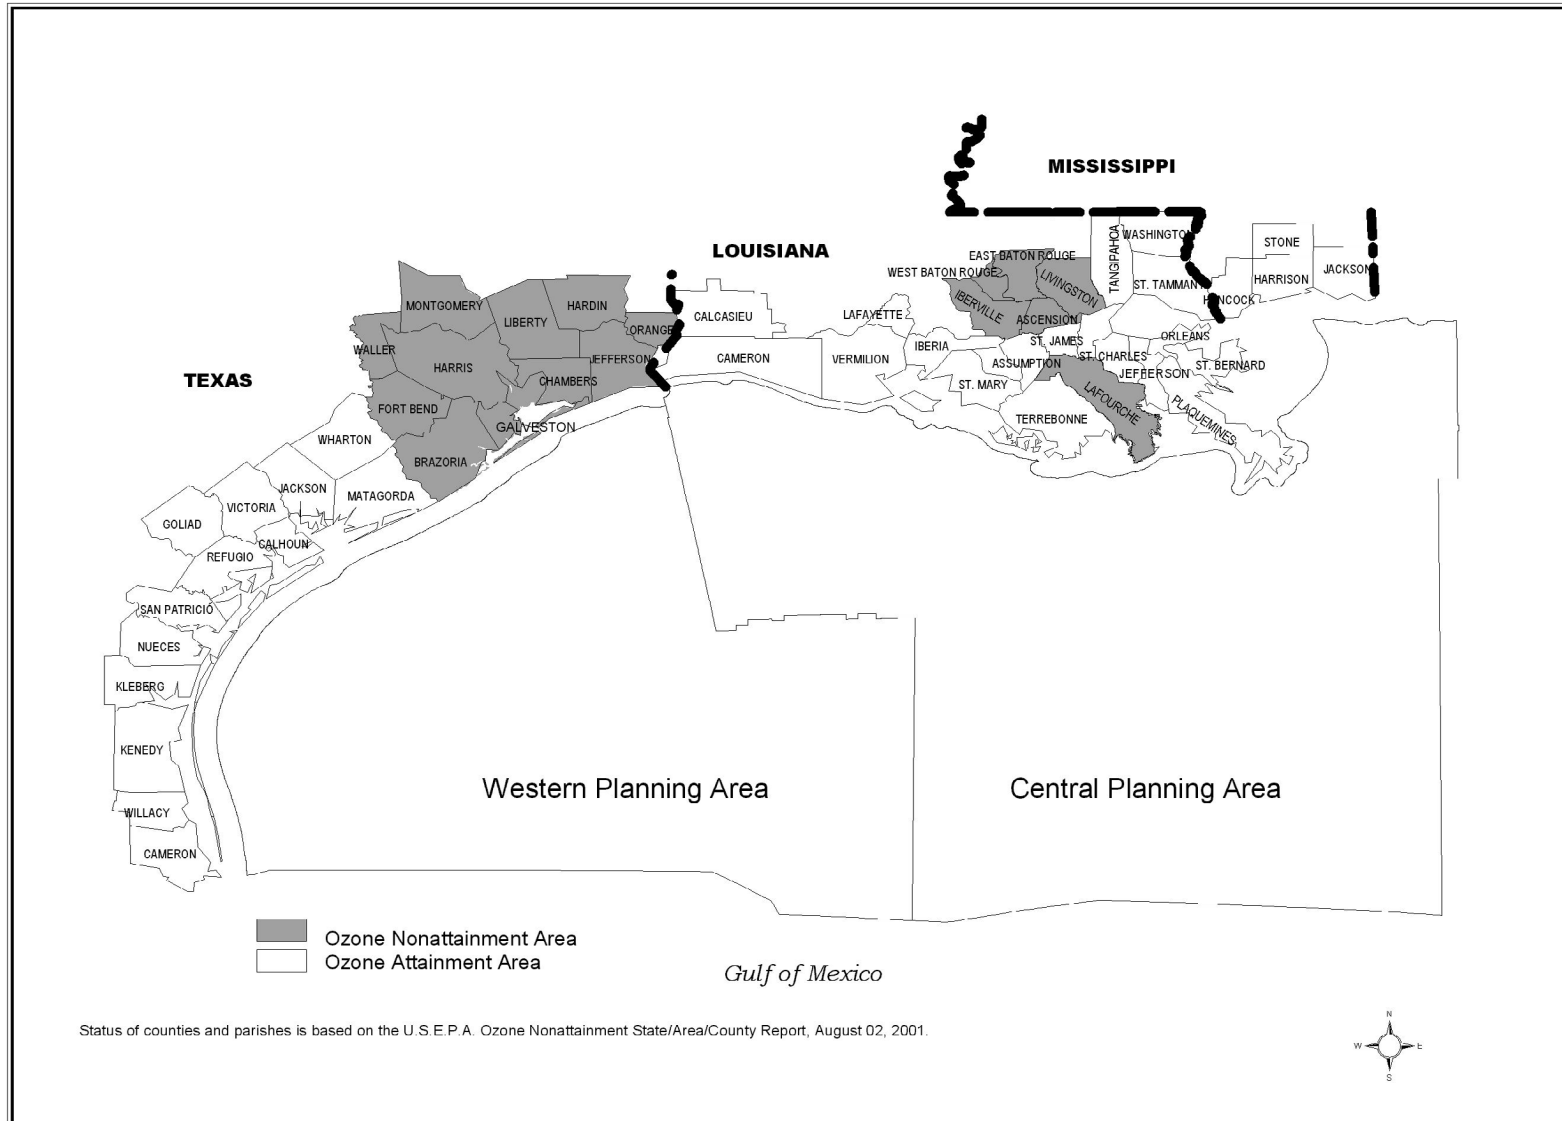 MISSISSIPPI
LOUISIANA
TEXAS
TANGIPAHOA
WASHINGTON
STONE
EAST BATON ROUGE
WEST BATON ROUGE
LIVINGSTON
ST. TAMMANY
HARRISON
JACKSON
HANCOCK
IBERVILLE
ASCENSION
MONTGOMERY
HARDIN
LIBERTY
ORANGE
CALCASIEU
LAFAYETTE
WALLER
HARRIS
JEFFERSON
CHAMBERS
CAMERON
VERMILION
IBERIA
ST. JAMES
ORLEANS
ASSUMPTION
ST. CHARLES
JEFFERSON
ST. BERNARD
ST. MARY
LAFOURCHE
PLAQUEMINES
TERREBONNE
FORT BEND
GALVESTON
WHARTON
BRAZORIA
JACKSON
MATAGORDA
VICTORIA
GOLIAD
CALHOUN
REFUGIO
SAN PATRICIO
NUECES
KLEBERG
KENEDY
WILLACY
CAMERON
Western Planning Area
Central Planning Area
Ozone Nonattainment Area
Ozone Attainment Area
Gulf of Mexico
Status of counties and parishes is based on the U.S.E.P.A. Ozone Nonattainment State/Area/County Report, August 02, 2001.
N
W E
S